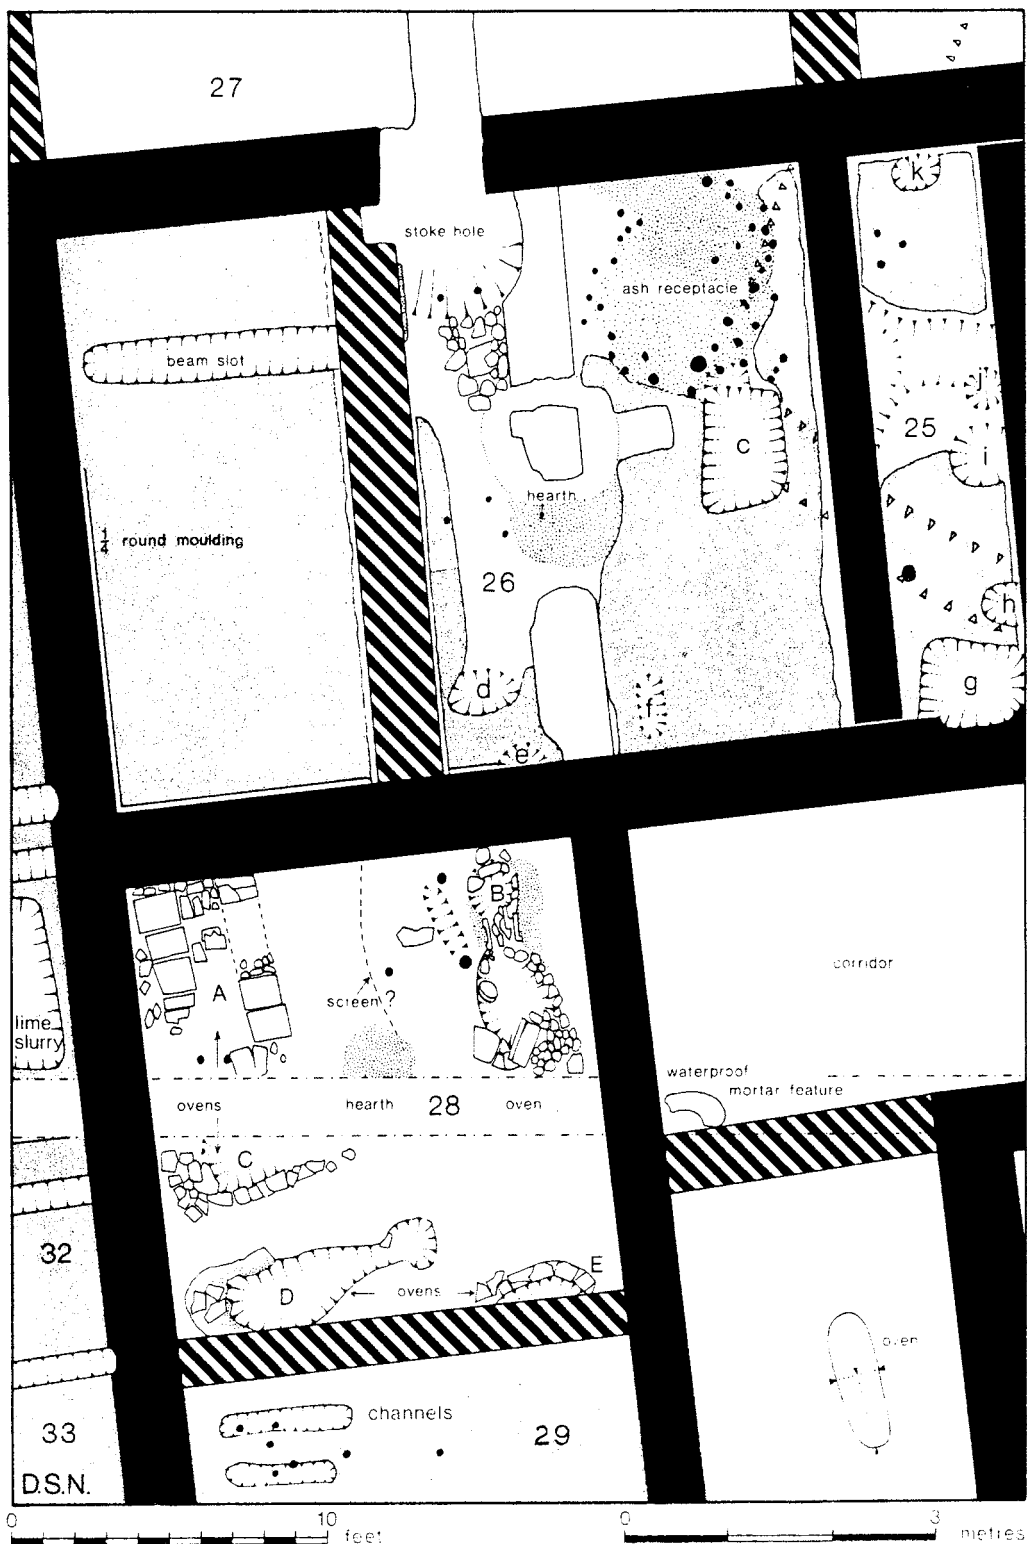 27
k
stoke hole
ash receptacle
beam slot
j
25
c
i
hearth
1/4 round moulding
26
h
d
g
f
e
B
corridor
A
screen ?
lime
slurry
waterproof
mortar feature
ovens
hearth
28
oven
C
32
E
D
ovens
oven
channels
33
29
D.S.N.
0
10
feet
0
3
metres